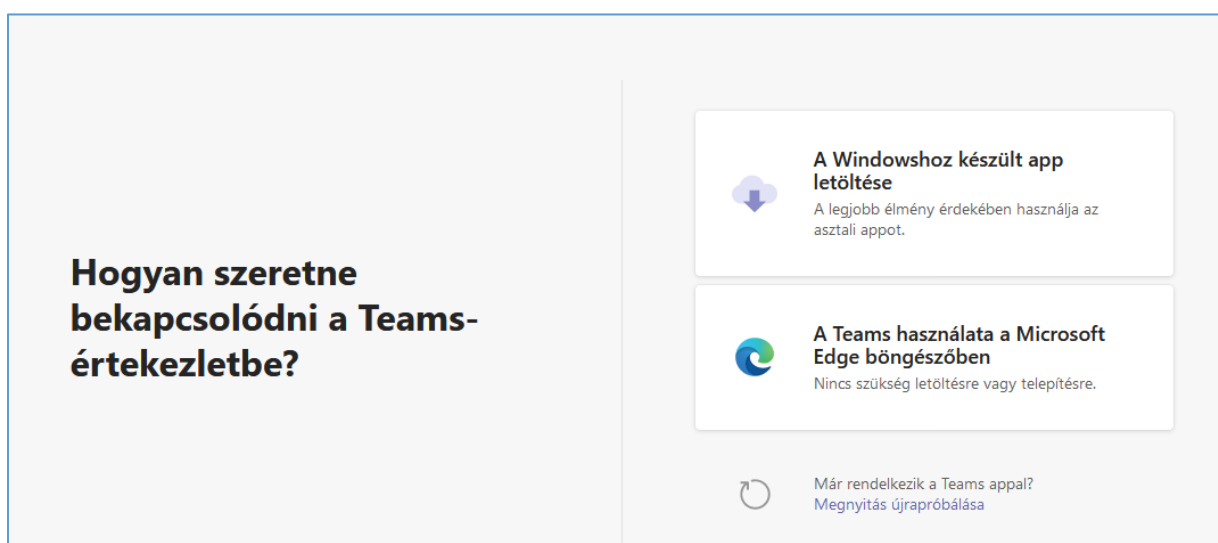 Hogyan szeretne
bekapcsolódni a Teams-
értekezletbe?
A Windowshoz készült app
letöltése
A legjobb élmény érdekében használja az
asztali appot.
A Teams használata a Microsoft
Edge böngészőben
Nincs szükség letöltésre vagy telepítésre.
Már rendelkezik a Teams appal?
Megnyitás újrapróbálása